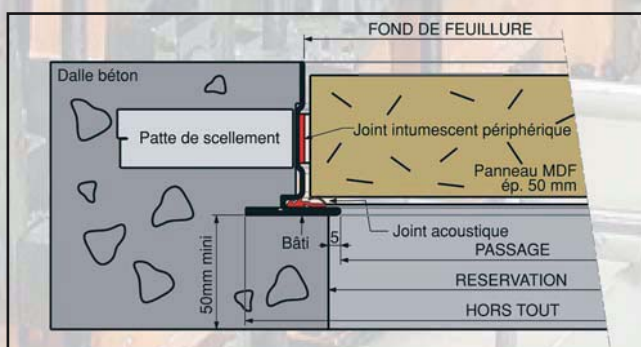 FOND DE FEUILLURE
Dalle béton
Patte de scellement
Joint intumescent périphérique
Panneau MDF
ép. 50 mm
Joint acoustique
Bâti
5
PASSAGE
50mm mini
RESERVATION
HORS TOUT